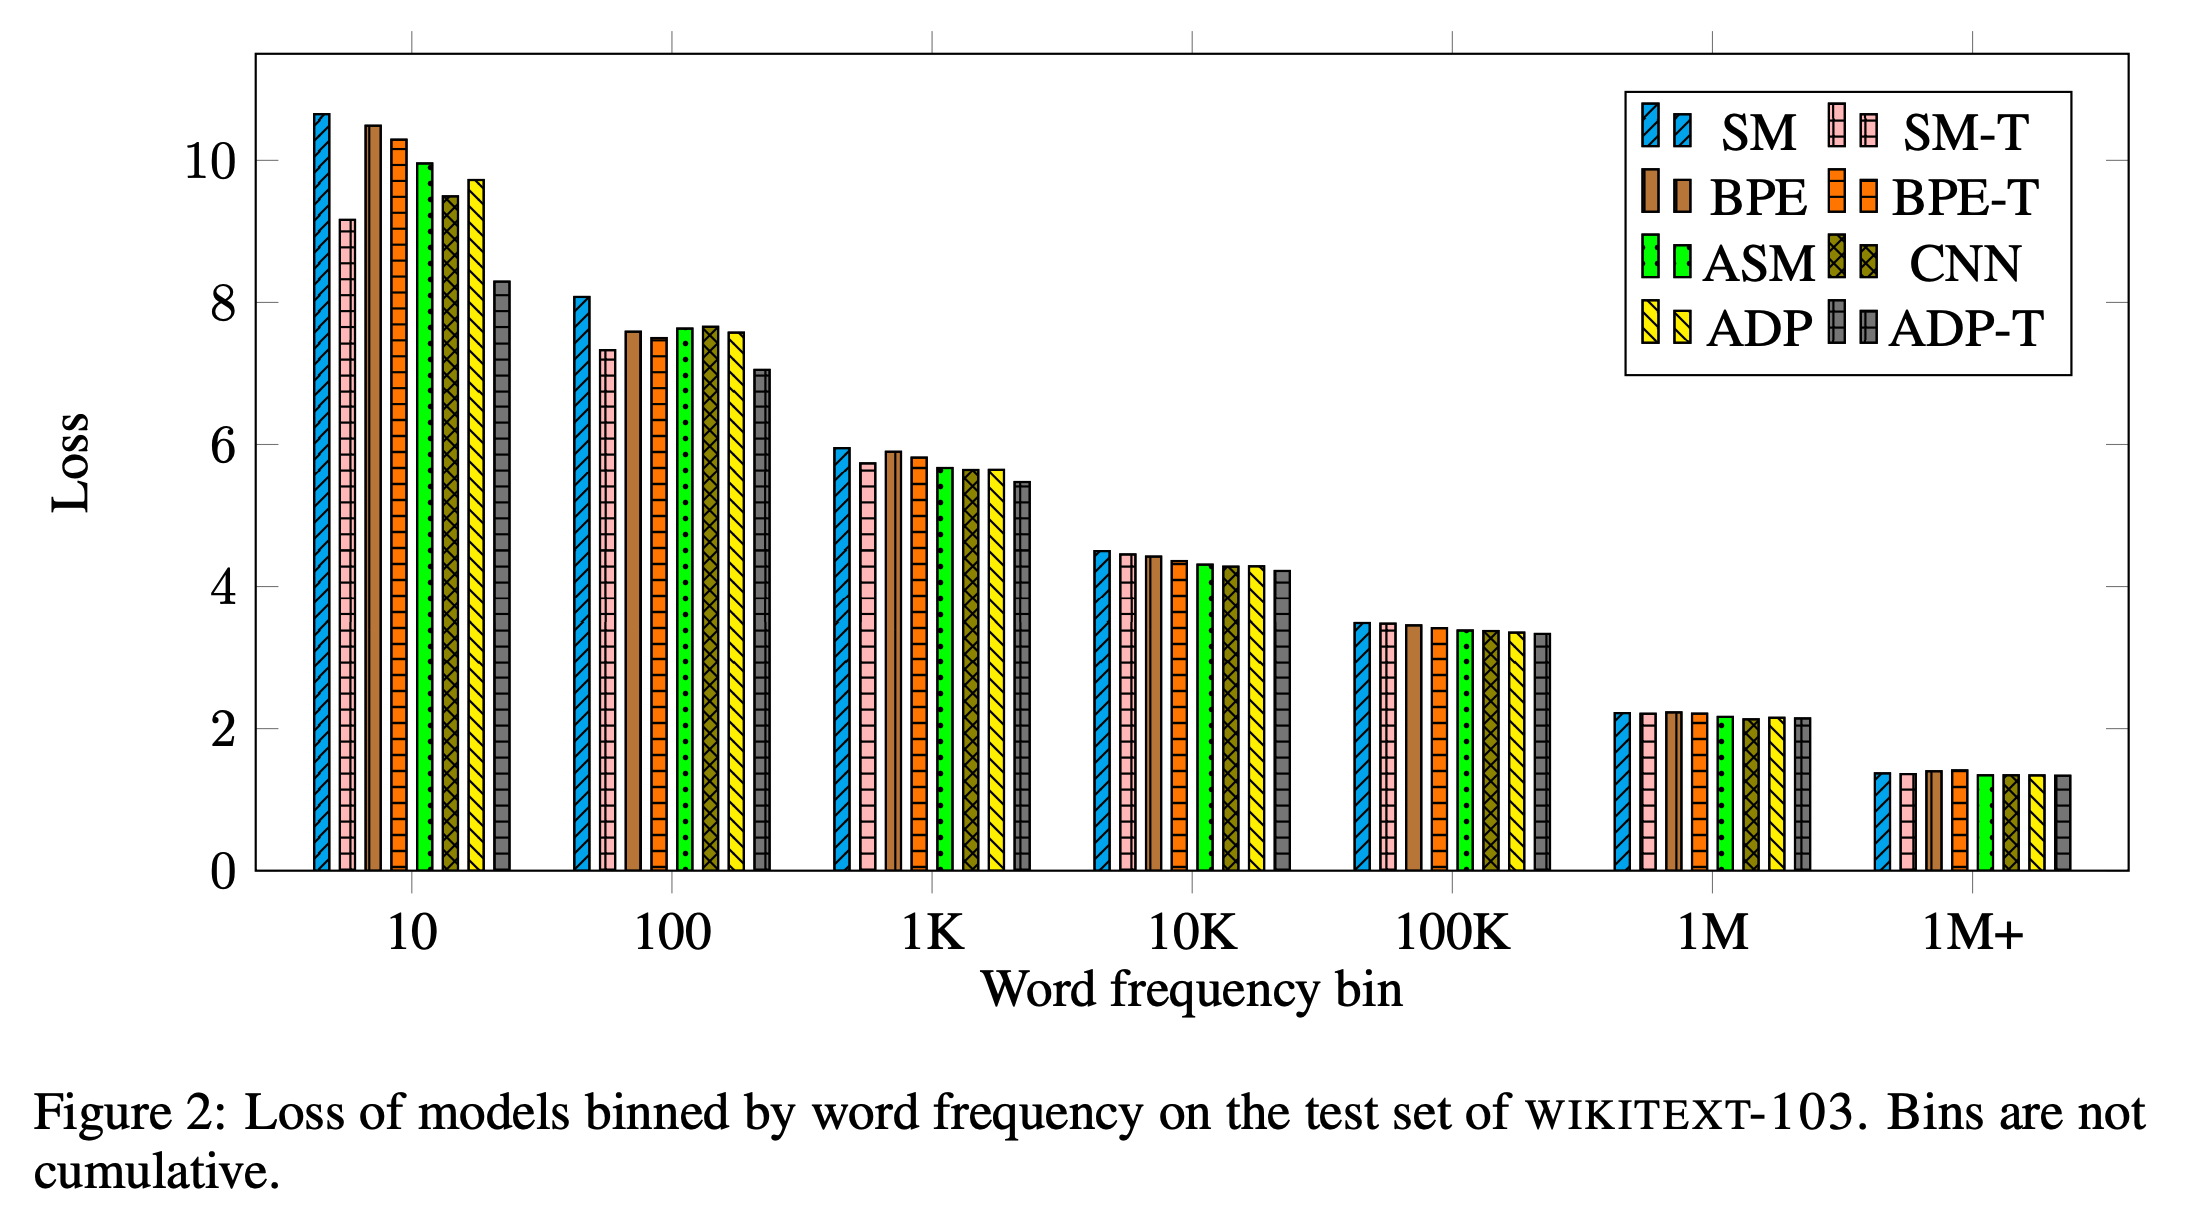 10
8
6
4
2
0
Loss
SM SM-T
BPE BPE-T
ASM CNN
ADP ADP-T
10 100 1K 10K 100K 1M 1M+
Word frequency bin
Figure 2: Loss of models binned by word frequency on the test set of WIKITEXT-103. Bins are not
cumulative.